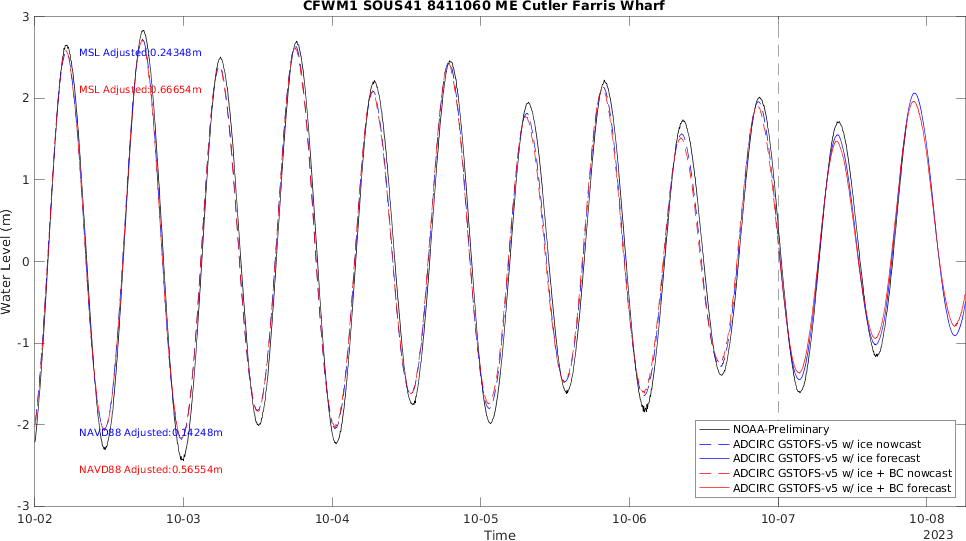 CFWM1 SOUS41 8411060 ME Cutler Farris Wharf
3
MSL Adjusted:0.24348m
MSL Adjusted:0.66654m
2
1
0
Water Level (m)
-1
-2
NAVD88 Adjusted:0.14248m
NAVD88 Adjusted:0.56554m
-3
NOAA-Preliminary
ADCIRC GSTOFS-v5 w/ ice nowcast
ADCIRC GSTOFS-v5 w/ ice forecast
ADCIRC GSTOFS-v5 w/ ice + BC nowcast
ADCIRC GSTOFS-v5 w/ ice + BC forecast
10-02 10-03 10-04 10-05 10-06 10-07 10-08
Time 2023